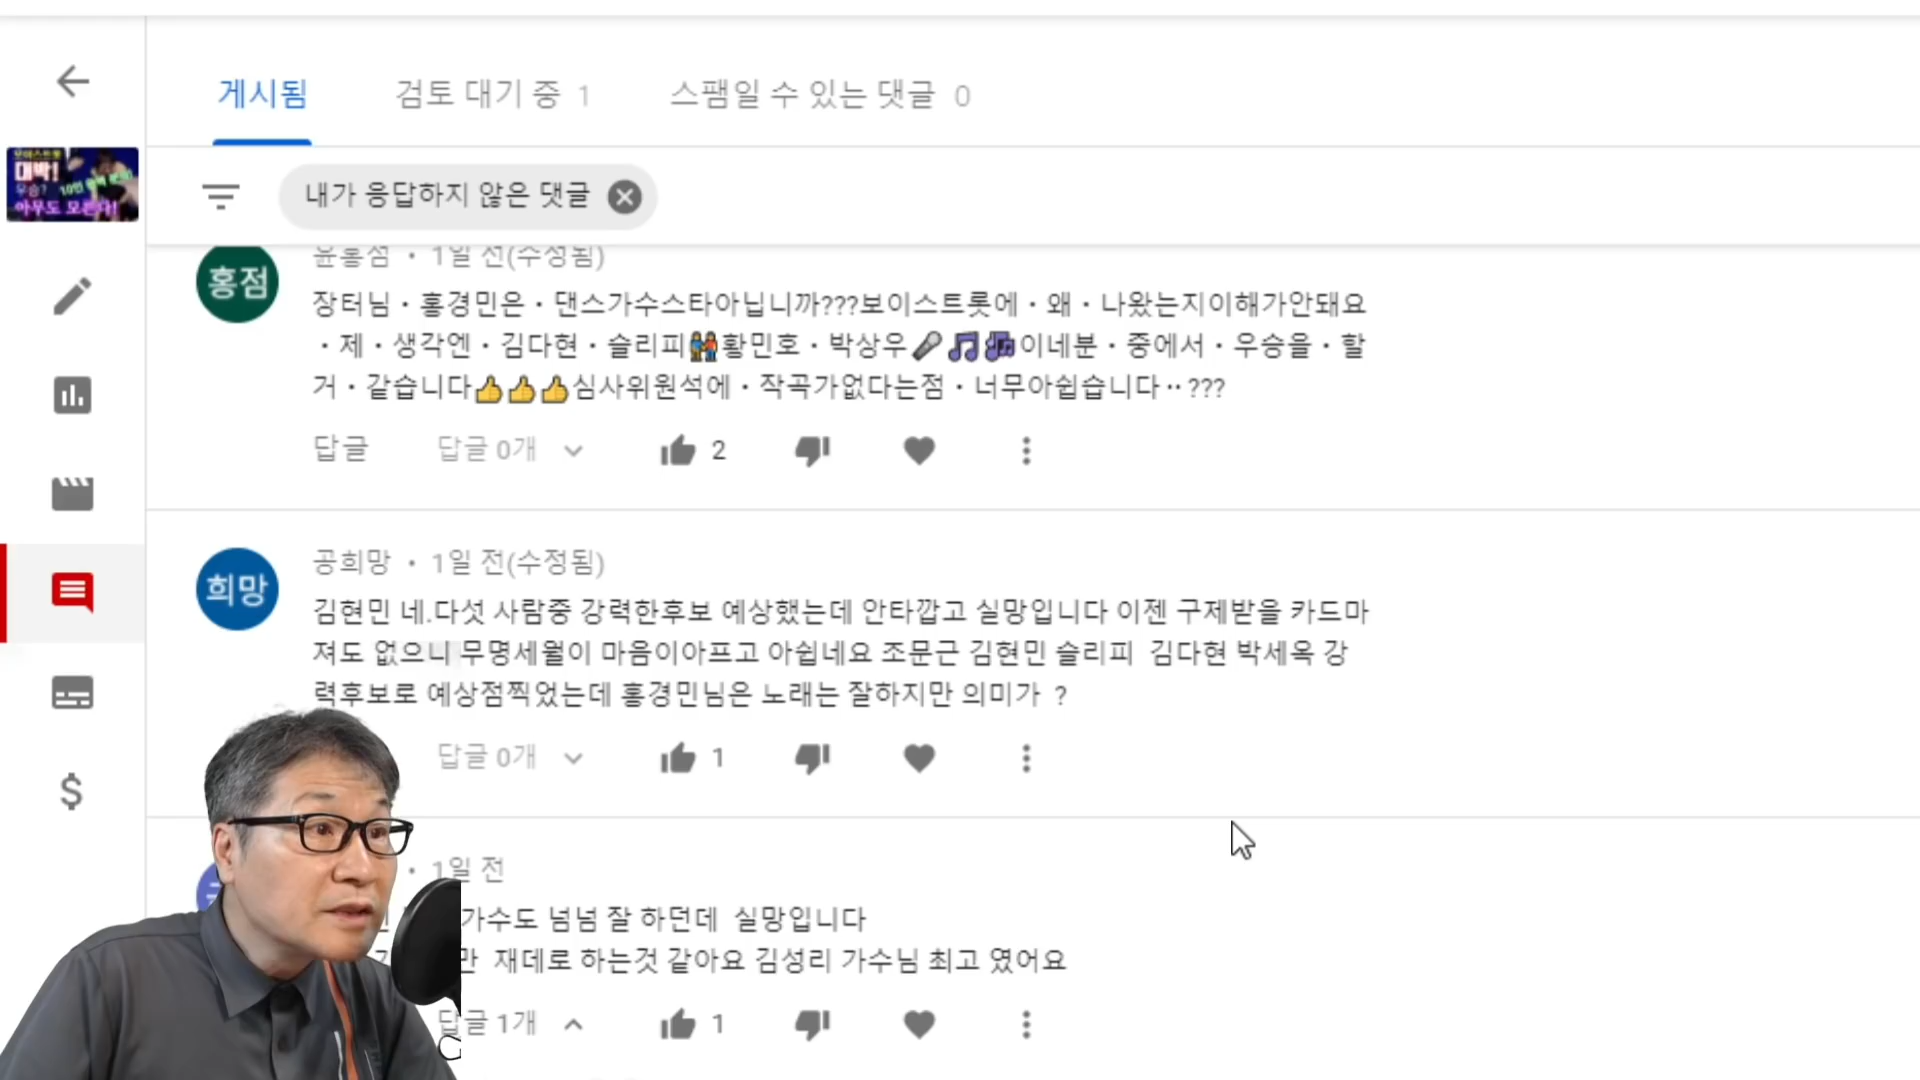 게시됨
검토 대기 중 1
스팸일 수 있는 댓글 0
대박!
우승?
아무도 모른다!
내가 응답하지 않은 댓글
홍점
윤홍점 · 1일 전(수정됨)
장터님·홍경민은·댄스가수스타아닙니까???보이스트롯에·왜·나왔는지이해가안돼요
·제·생각엔·김다현·슬리피👬황민호·박상우🎤🎵🎶이네분·중에서·우승을·할
거·같습니다👍👍👍심사위원석에·작곡가없다는점·너무아쉽습니다··???
답글 답글 0개 2
희망
공희망 · 1일 전(수정됨)
김현민 네.다섯 사람중 강력한후보 예상했는데 안타깝고 실망입니다 이젠 구제받을 카드마
져도 없으니 무명세월이 마음이아프고 아쉽네요 조문근 김현민 슬리피 김다현 박세욱 강
력후보로 예상점찍었는데 홍경민님은 노래는 잘하지만 의미가 ?
답글 0개 1
· 1일 전
가수도 넘넘 잘 하던데 실망입니다
만 재데로 하는것 같아요 김성리 가수님 최고 였어요
답글 1개 1